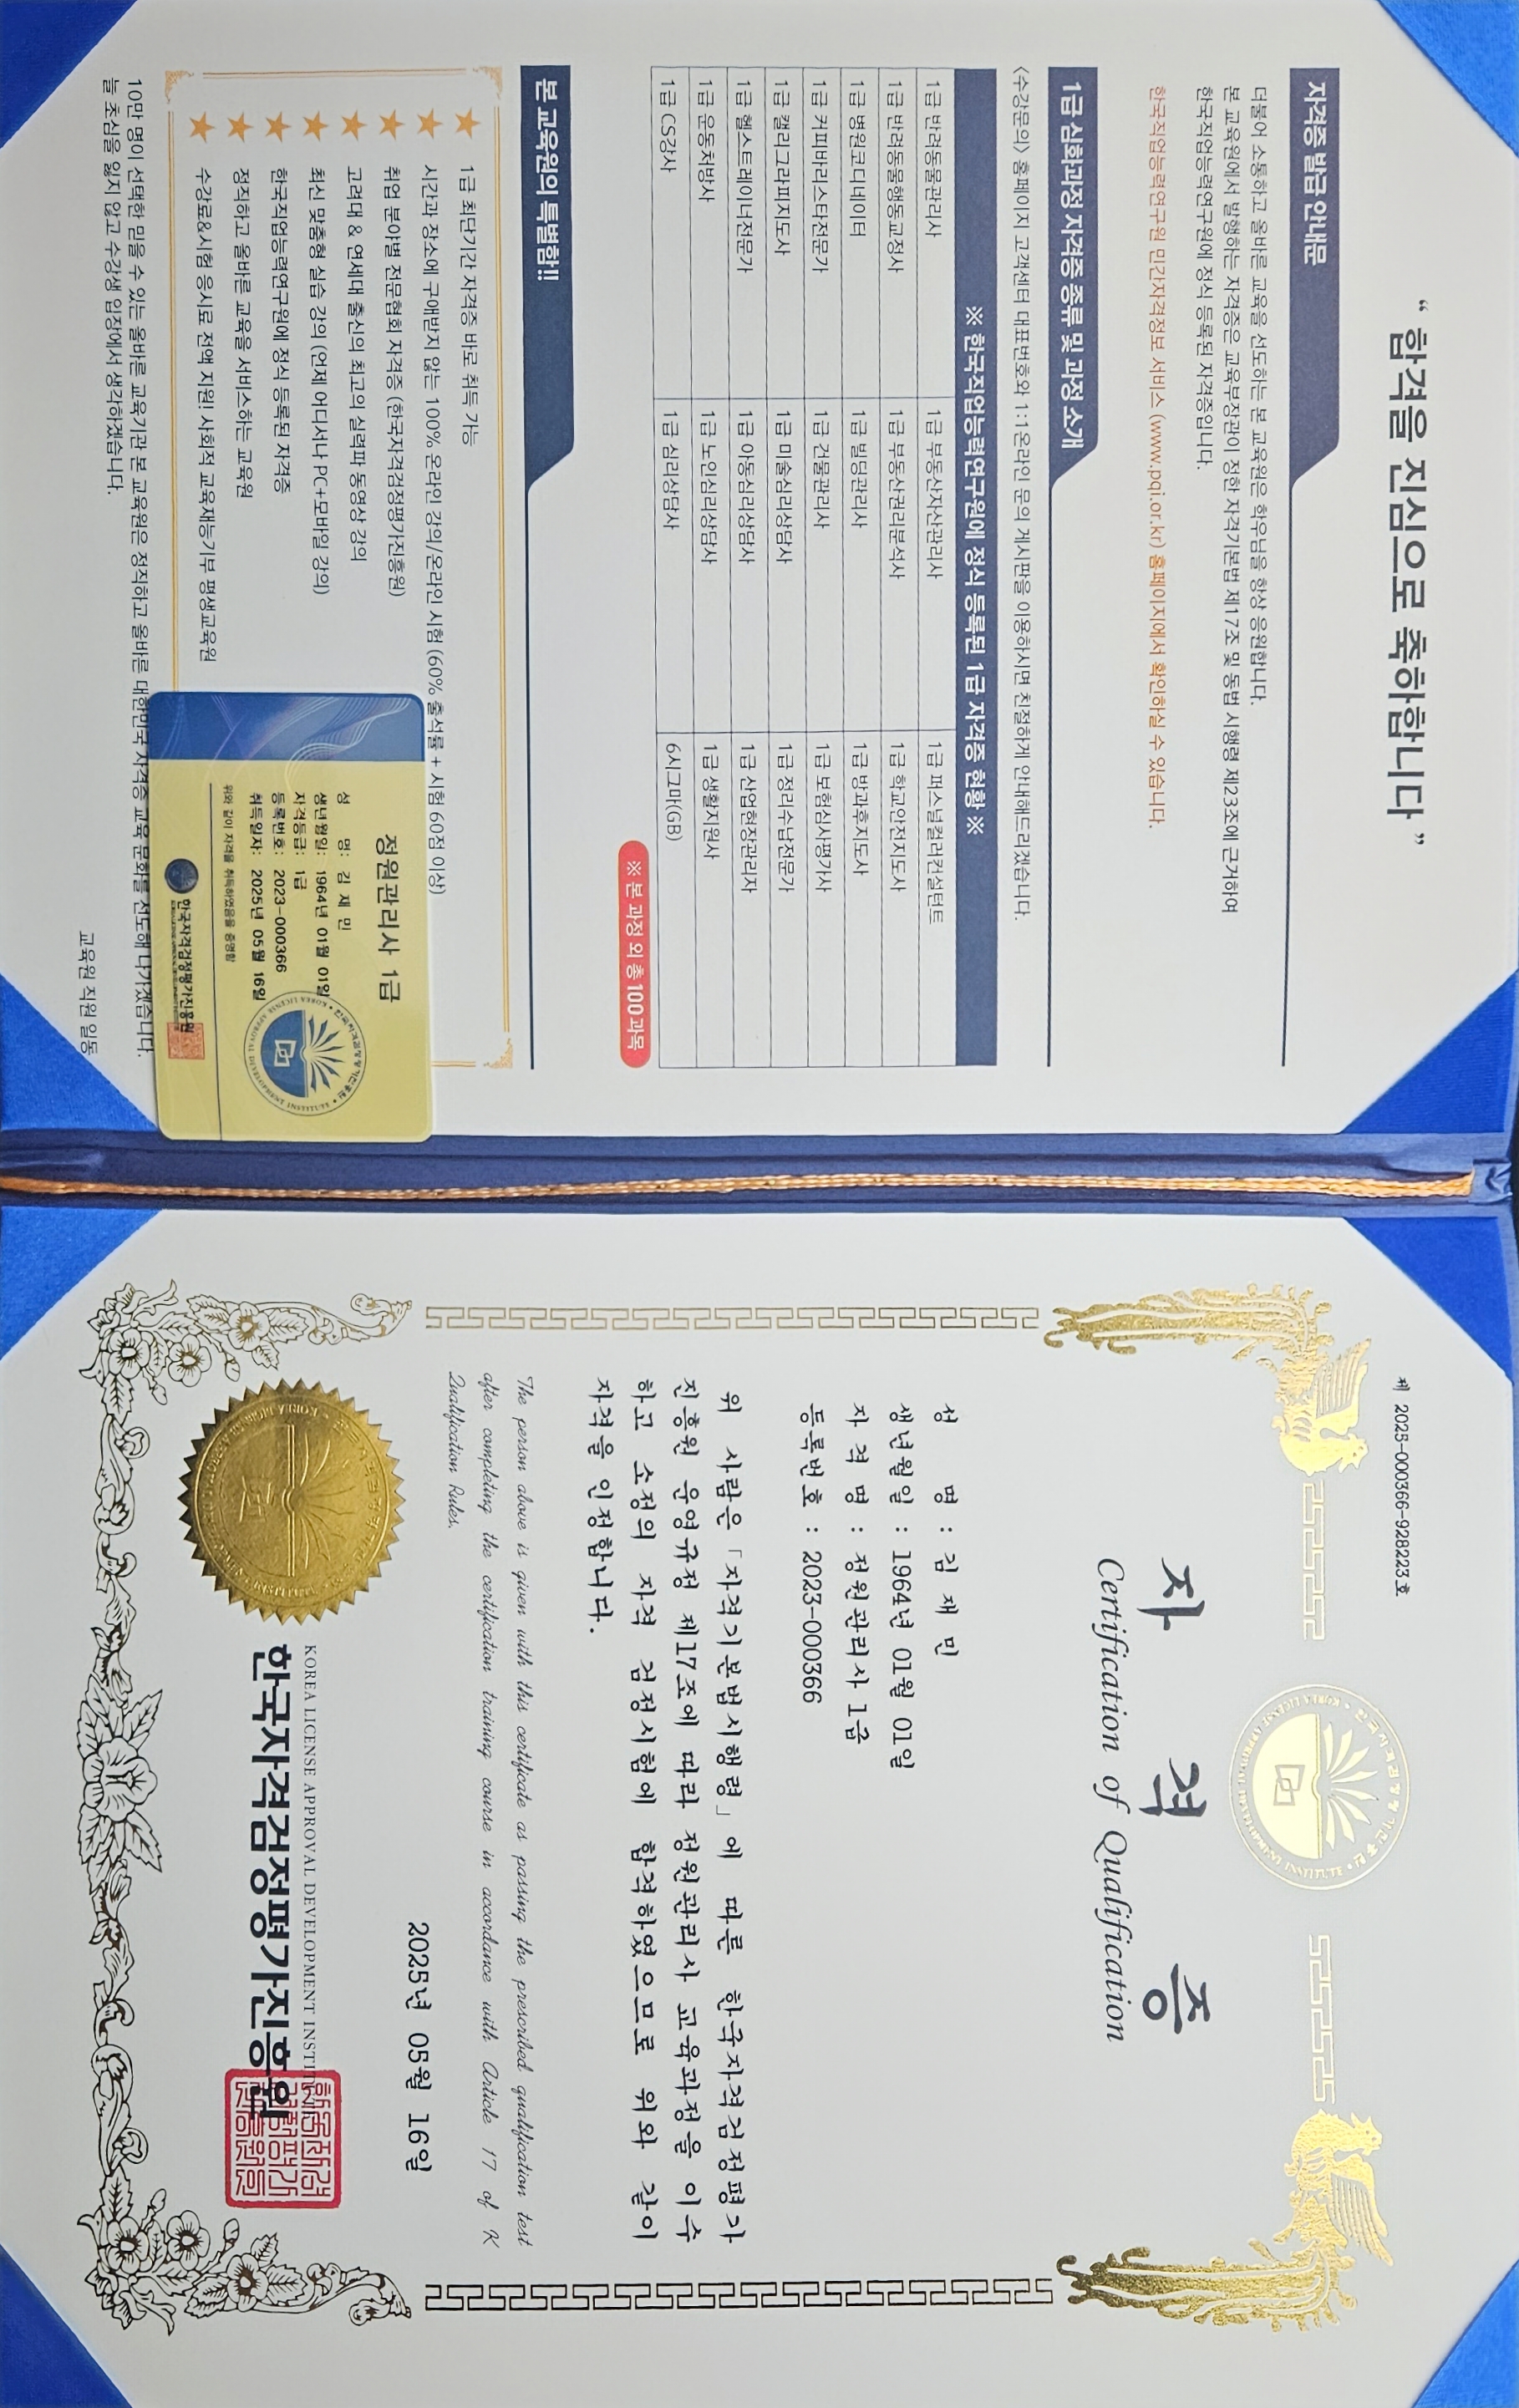 “ 합격을 진심으로 축하합니다 ”
자격증 발급 안내문
더불어 소통하고 올바른 교육을 선도하는 본 교육원은 학우님을 항상 응원합니다.
본 교육원에서 발행하는 자격증은 교육부장관이 정한 자격기본법 제17조 및 동법 시행령 제23조에 근거하여
한국직업능력연구원에 정식 등록된 자격증입니다.
한국직업능력연구원 민간자격정보 서비스 (www.pqi.or.kr) 홈페이지에서 확인하실 수 있습니다.
1급 심화과정 자격증 종류 및 과정 소개
<수강문의> 홈페이지 고객센터 대표번호와 1:1온라인 문의 게시판을 이용하시면 친절하게 안내해드리겠습니다.
※ 한국직업능력연구원에 정식 등록된 1급 자격증 현황 ※
1급 반려동물관리사 1급 부동산자산관리사 1급 퍼스널컬러컨설턴트
1급 반려동물행동교정사 1급 부동산권리분석사 1급 학교안전지도사
1급 병원코디네이터 1급 빌딩관리사 1급 방과후지도사
1급 커피바리스타전문가 1급 건물관리사 1급 보험심사평가사
1급 캘리그라피지도사 1급 미술심리상담사 1급 정리수납전문가
1급 헬스트레이너전문가 1급 아동심리상담사 1급 산업현장관리자
1급 운동처방사 1급 노인심리상담사 1급 생활지원사
1급 CS강사 1급 심리상담사 6시그마(GB)
※ 본 과정 외 총 100과목
본 교육원의 특별함!!
1급 최단기간 자격증 바로 취득 가능
시간과 장소에 구애받지 않는 100% 온라인 강의/온라인 시험 (60% 출석률 + 시험 60점 이상)
취업 분야별 전문협회 자격증 (한국자격검정평가진흥원)
고려대 & 연세대 출신의 최고의 실력파 동영상 강의
최신 맞춤형 실습 강의 (언제 어디서나 PC+모바일 강의)
한국직업능력연구원에 정식 등록된 자격증
정직하고 올바른 교육을 서비스하는 교육원
수강료&시험 응시료 전액 지원! 사회적 교육재능기부 평생교육원
10만 명이 선택한 믿을 수 있는 올바른 교육기관 본 교육원은 정직하고 올바른 대한민국 자격증 교육 문화를 선도해 나가겠습니다.
늘 초심을 잃지 않고 수강생 입장에서 생각하겠습니다.
교육원 직원 일동
정원관리사 1급
성 명: 김 재 민
생년월일: 1964년 01월 01일
자격등급: 1급
등록번호: 2023-000366
취득일자: 2025년 05월 16일
위와 같이 자격을 취득하였음을 증명함
한국자격검정평가진흥원
제 2025-000366-928223호
자 격 증
Certification of Qualification
성 명 : 김 재 민
생년월일 : 1964년 01월 01일
자 격 명 : 정원관리사 1급
등록번호 : 2023-000366
위 사람은 「자격기본법시행령」에 따른 한국자격검정평가
진흥원 운영규정 제17조에 따라 정원관리사 교육과정을 이수
하고 소정의 자격 검정시험에 합격하였으므로 위와 같이
자격을 인정합니다.
The person above is given with this certificate as passing the prescribed qualification test
after completing the certification training course in accordance with Article 17 of K
Qualification Rules.
2025년 05월 16일
KOREA LICENSE APPROVAL DEVELOPMENT
한국자격검정평가진흥원